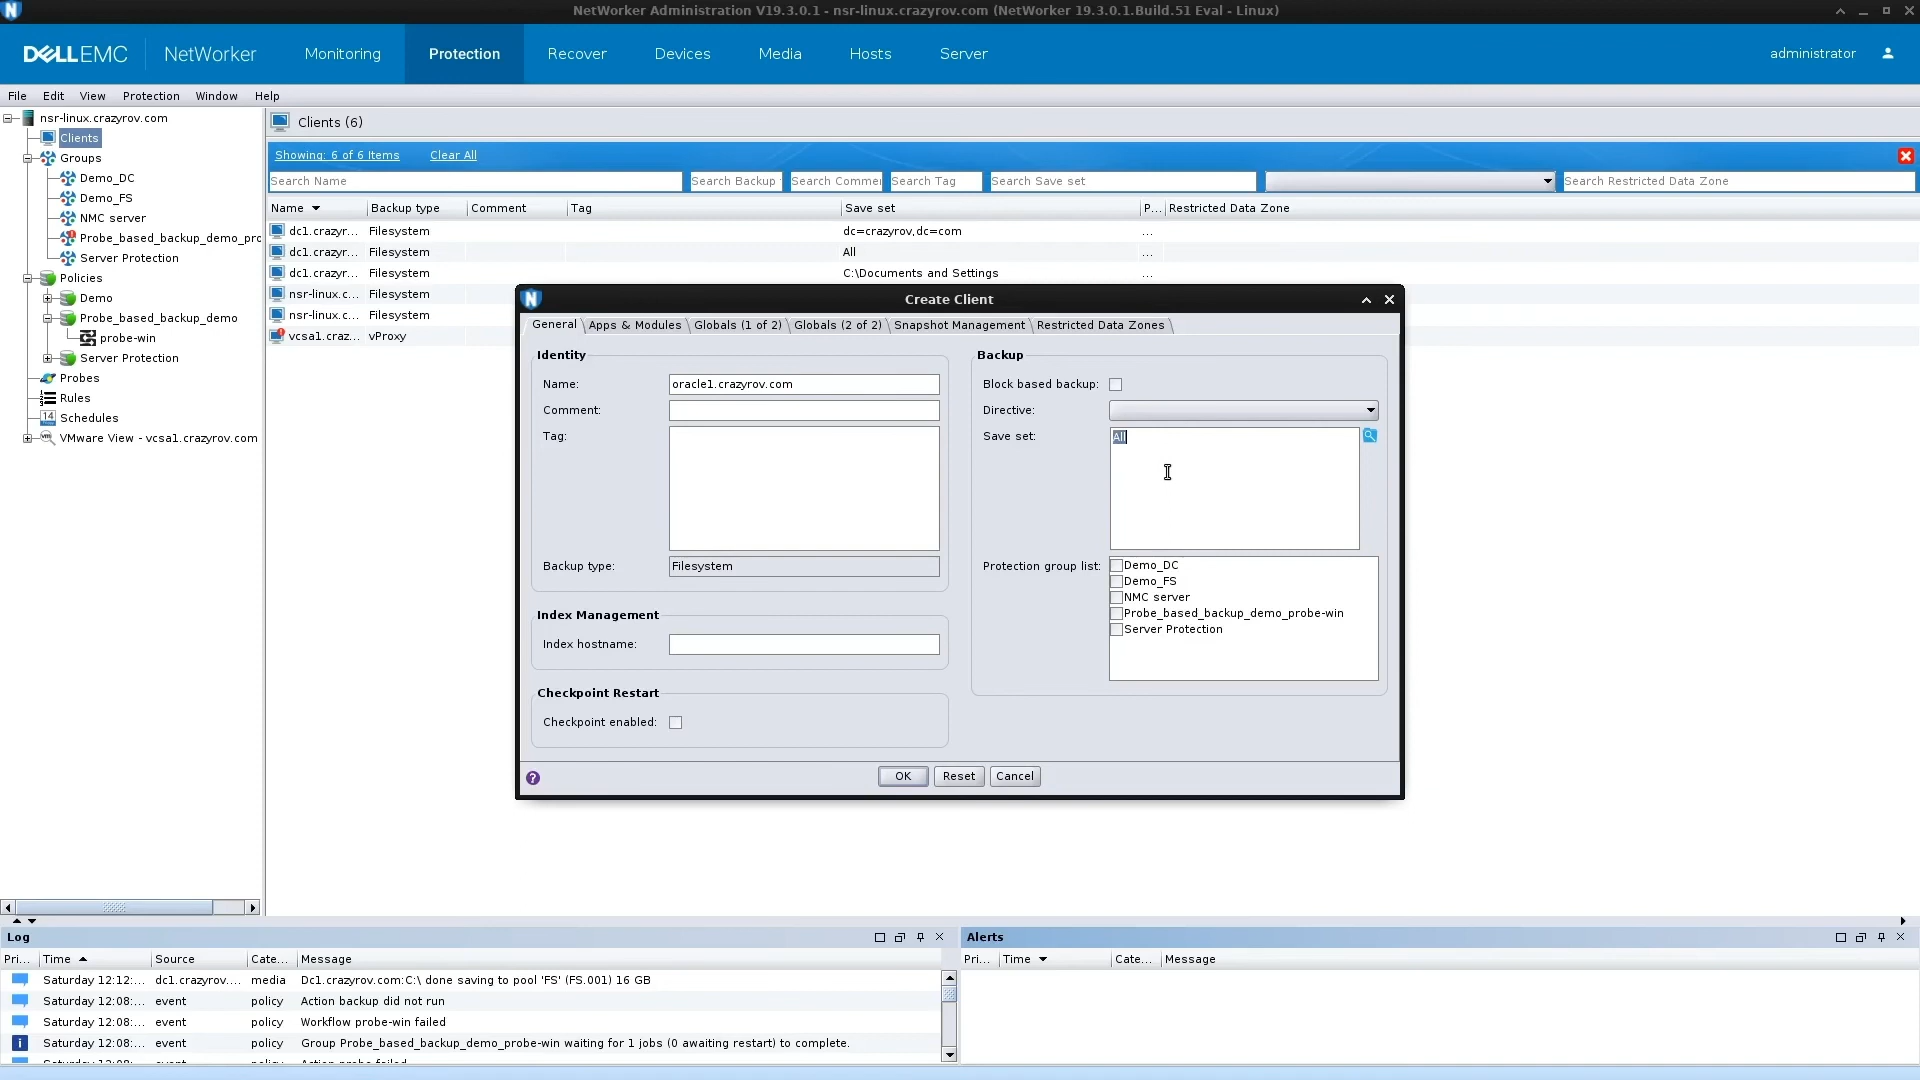 NetWorker Administration V19.3.0.1 - nsr-linux.crazyrov.com (NetWorker 19.3.0.1.Build.51 Eval - Linux)
DELLEMC NetWorker Monitoring Protection Recover Devices Media Hosts Server administrator
File Edit View Protection Window Help
nsr-linux.crazyrov.com
Clients
Groups
Demo_DC
Demo_FS
NMC server
Probe_based_backup_demo_pro
Server Protection
Policies
Demo
Probe_based_backup_demo
probe-win
Server Protection
Probes
Rules
14 Schedules
VMware View - vcsa1.crazyrov.com
Clients (6)
Showing: 6 of 6 Items Clear All
Search Name Search Backup Search Commer Search Tag Search Save set Search Restricted Data Zone
Name Backup type Comment Tag Save set P... Restricted Data Zone
dc1.crazyr... Filesystem dc=crazyrov,dc=com ...
dc1.crazyr... Filesystem All ...
dc1.crazyr... Filesystem C:\Documents and Settings ...
nsr-linux.c... Filesystem
nsr-linux.c... Filesystem
vcsa1.craz... vProxy
Create Client
General Apps & Modules Globals (1 of 2) Globals (2 of 2) Snapshot Management Restricted Data Zones
Identity
Name: oracle1.crazyrov.com
Comment:
Tag:
Backup type: Filesystem
Index Management
Index hostname:
Checkpoint Restart
Checkpoint enabled:
Backup
Block based backup:
Directive:
Save set: All
Protection group list: Demo_DC
Demo_FS
NMC server
Probe_based_backup_demo_probe-win
Server Protection
? OK Reset Cancel
Log
Pri... Time Source Cate... Message
Saturday 12:12:... dc1.crazyrov.... media Dc1.crazyrov.com:C:\ done saving to pool 'FS' (FS.001) 16 GB
Saturday 12:08:... event policy Action backup did not run
Saturday 12:08:... event policy Workflow probe-win failed
Saturday 12:08:... event policy Group Probe_based_backup_demo_probe-win waiting for 1 jobs (0 awaiting restart) to complete.
Saturday 12:08:... event policy Action probe failed
Alerts
Pri... Time Cate... Message